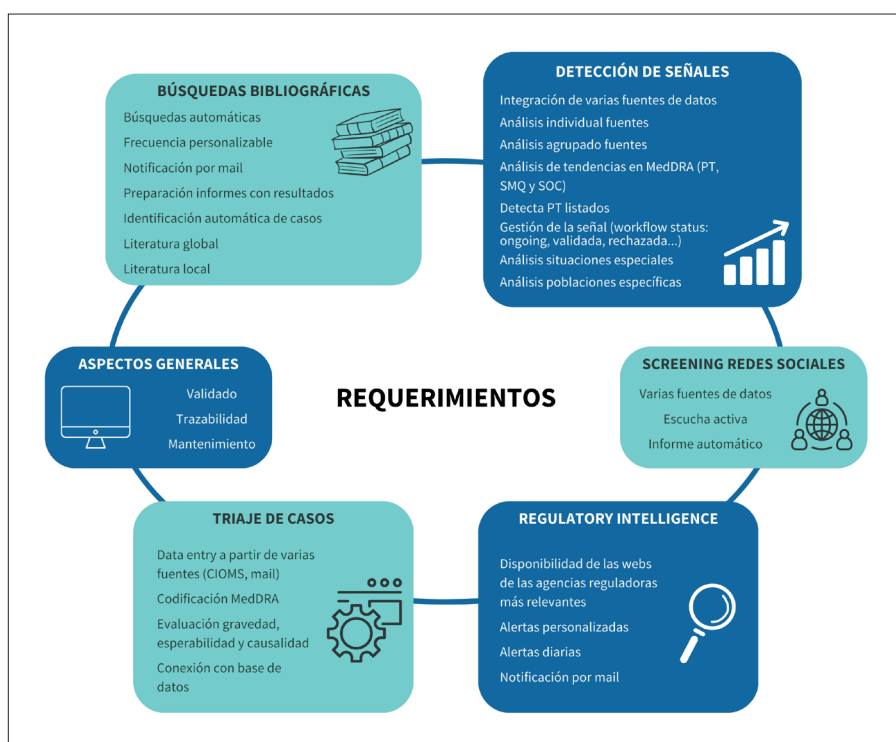 BÚSQUEDAS BIBLIOGRÁFICAS
Búsquedas automáticas
Frecuencia personalizable
Notificación por mail
Preparación informes con resultados
Identificación automática de casos
Literatura global
Literatura local
DETECCIÓN DE SEÑALES
Integración de varias fuentes de datos
Análisis individual fuentes
Análisis agrupado fuentes
Análisis de tendencias en MedDRA (PT,
SMQ y SOC)
Detecta PT listados
Gestión de la señal (workflow status:
ongoing, validada, rechazada...)
Análisis situaciones especiales
Análisis poblaciones específicas
ASPECTOS GENERALES
Validado
Trazabilidad
Mantenimiento
REQUERIMIENTOS
SCREENING REDES SOCIALES
Varias fuentes de datos
Escucha activa
Informe automático
TRIAJE DE CASOS
Data entry a partir de varias
fuentes (CIOMS, mail)
Codificación MedDRA
Evaluación gravedad,
esperabilidad y causalidad
Conexión con base de
datos
REGULATORY INTELLIGENCE
Disponibilidad de las webs
de las agencias reguladoras
más relevantes
Alertas personalizadas
Alertas diarias
Notificación por mail